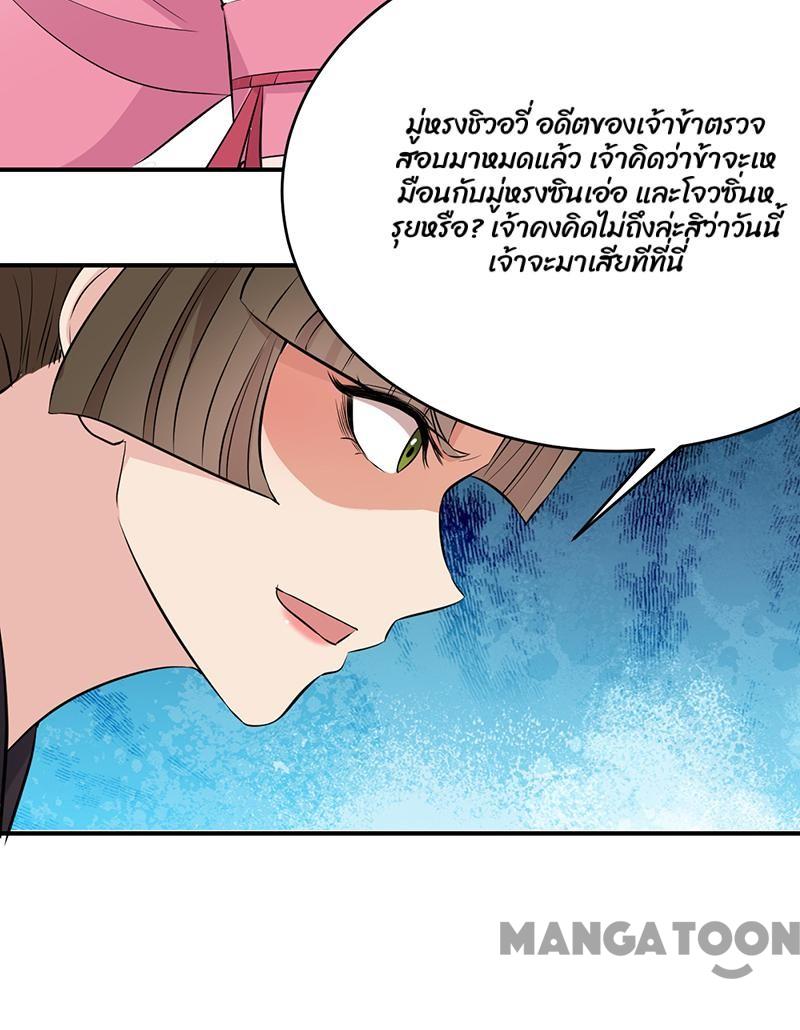 มู่หรงชิวอวี่ อดีตของเจ้าข้าตรวจ
สอบมาหมดแล้ว เจ้าคิดว่าข้าจะเห
มือนกับมู่หรงซินเอ่อ และโจวซิ่นห
รุยหรือ? เจ้าคงคิดไม่ถึงล่ะสิว่าวันนี้
เจ้าจะมาเสียทีที่นี่
MANGATOON